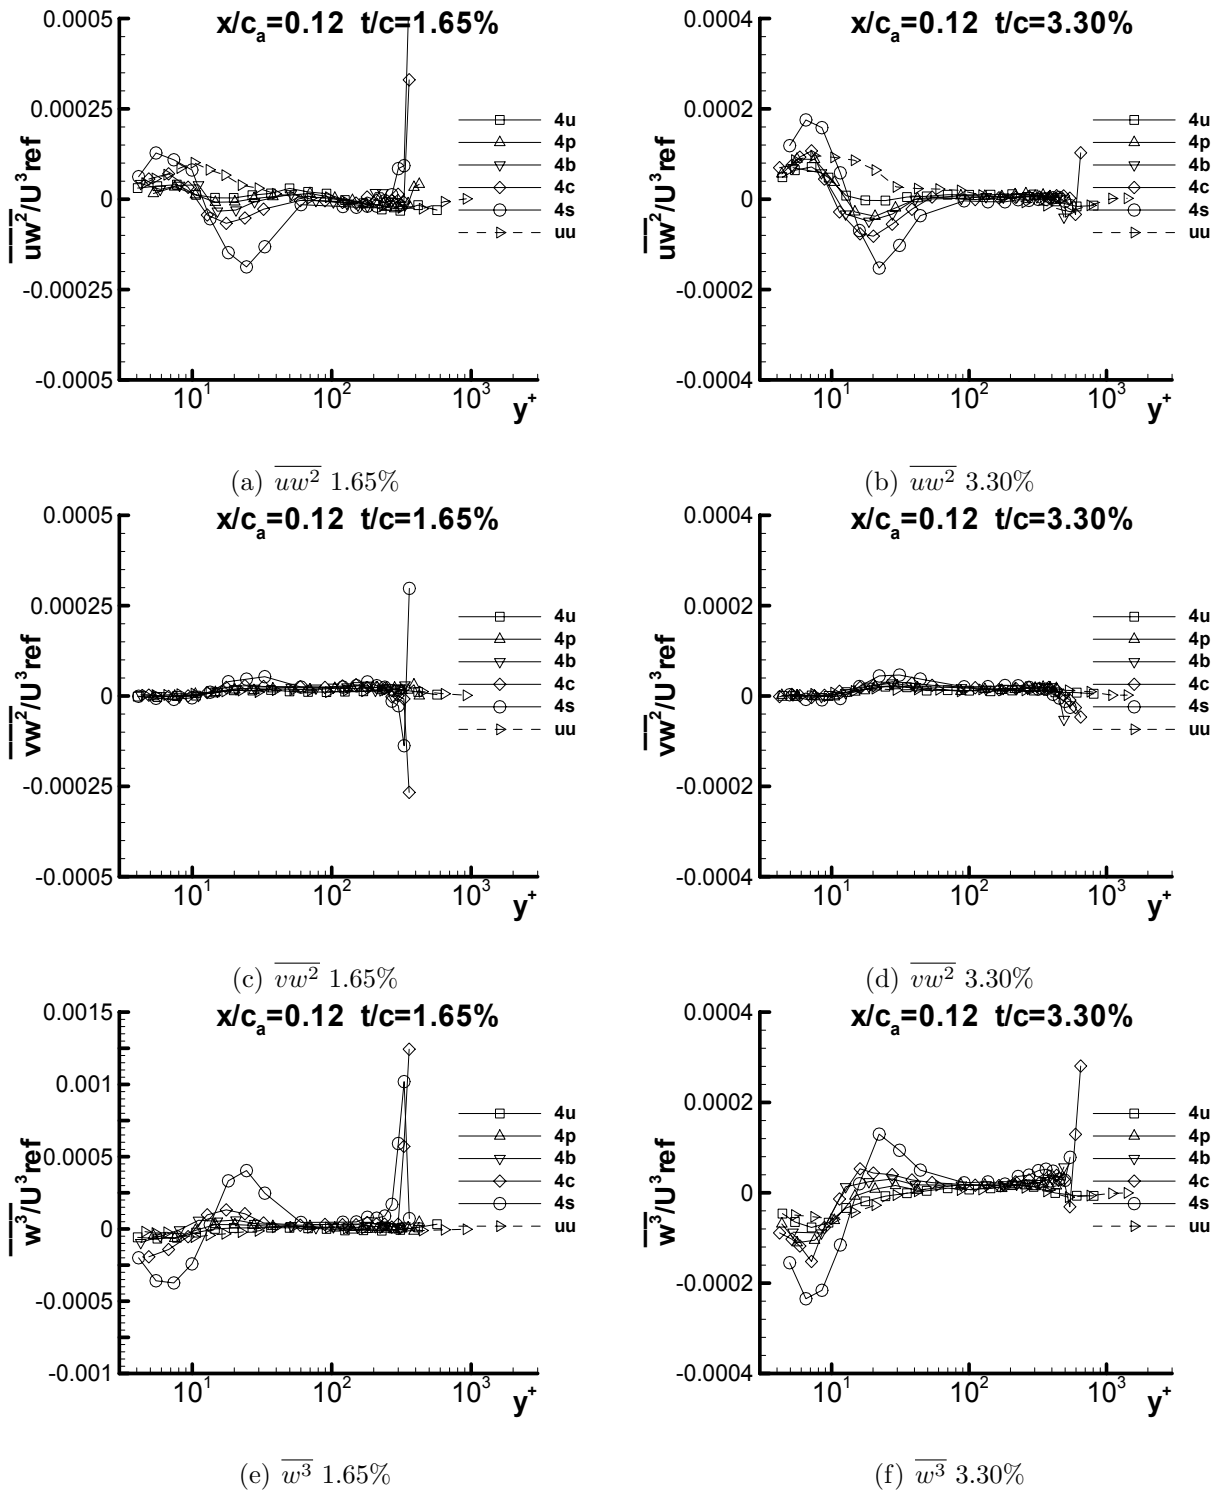 x/cₐ=0.12 t/c=1.65%
0.0005
0.00025
0
-0.00025
-0.0005
uw²/U³ref
10¹ 10² 10³ y⁺
4u
4p
4b
4c
4s
uu
(a) uw² 1.65%
x/cₐ=0.12 t/c=3.30%
0.0004
0.0002
0
-0.0002
-0.0004
uw²/U³ref
10¹ 10² 10³ y⁺
4u
4p
4b
4c
4s
uu
(b) uw² 3.30%
x/cₐ=0.12 t/c=1.65%
0.0005
0.00025
0
-0.00025
-0.0005
vw²/U³ref
10¹ 10² 10³ y⁺
4u
4p
4b
4c
4s
uu
(c) vw² 1.65%
x/cₐ=0.12 t/c=3.30%
0.0004
0.0002
0
-0.0002
-0.0004
vw²/U³ref
10¹ 10² 10³ y⁺
4u
4p
4b
4c
4s
uu
(d) vw² 3.30%
x/cₐ=0.12 t/c=1.65%
0.0015
0.001
0.0005
0
-0.0005
-0.001
w³/U³ref
10¹ 10² 10³ y⁺
4u
4p
4b
4c
4s
uu
(e) w³ 1.65%
x/cₐ=0.12 t/c=3.30%
0.0004
0.0002
0
-0.0002
-0.0004
w³/U³ref
10¹ 10² 10³ y⁺
4u
4p
4b
4c
4s
uu
(f) w³ 3.30%